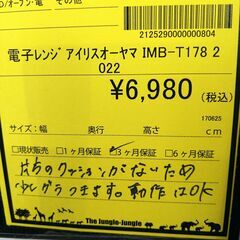 の/オーブン・電 その他
2125290000000804
電子レンジ アイリスオーヤマ IMB-T178 2
022
¥6,980 (税込)
170625
サイズ：幅 奥行 高さ cm
□現状販売 □1ヶ月保証 ☑3ヶ月保証 □6ヶ月保証
片方のクッションがないため
少しグラつきます。動作はOK
The Jungle-Jungle